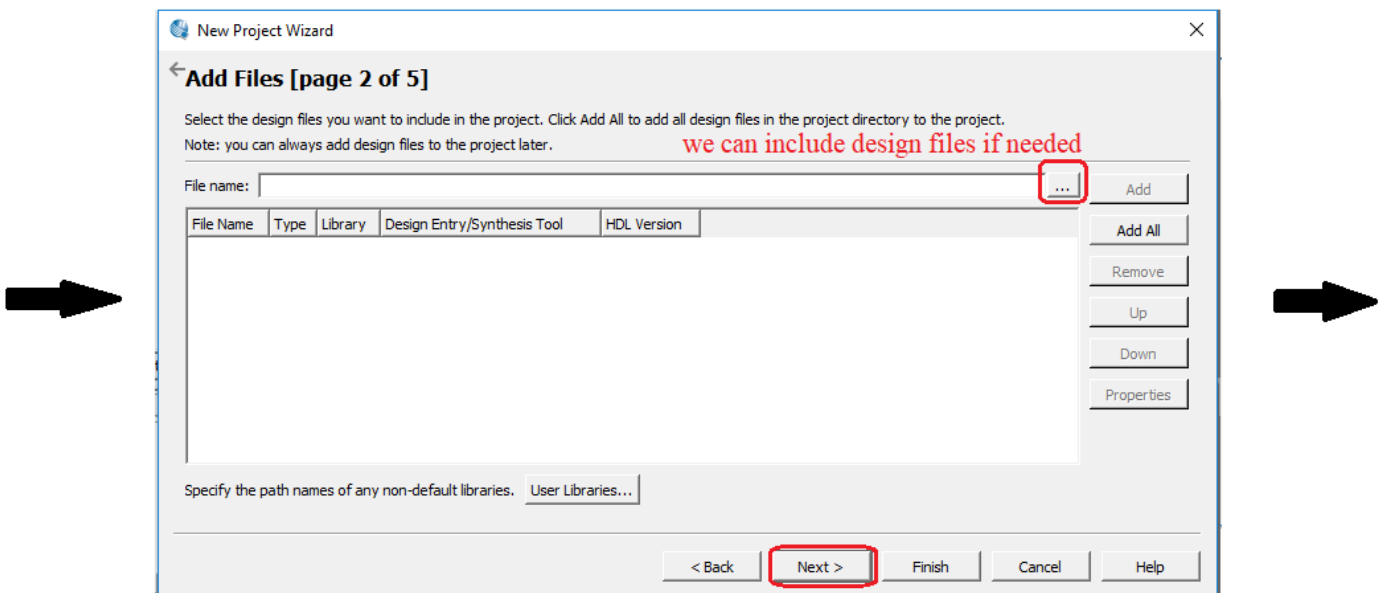 New Project Wizard
Add Files [page 2 of 5]
Select the design files you want to include in the project. Click Add All to add all design files in the project directory to the project.
Note: you can always add design files to the project later.
we can include design files if needed
File name:
...
Add
File Name Type Library Design Entry/Synthesis Tool HDL Version
Add All
Remove
Up
Down
Properties
Specify the path names of any non-default libraries. User Libraries...
< Back Next > Finish Cancel Help